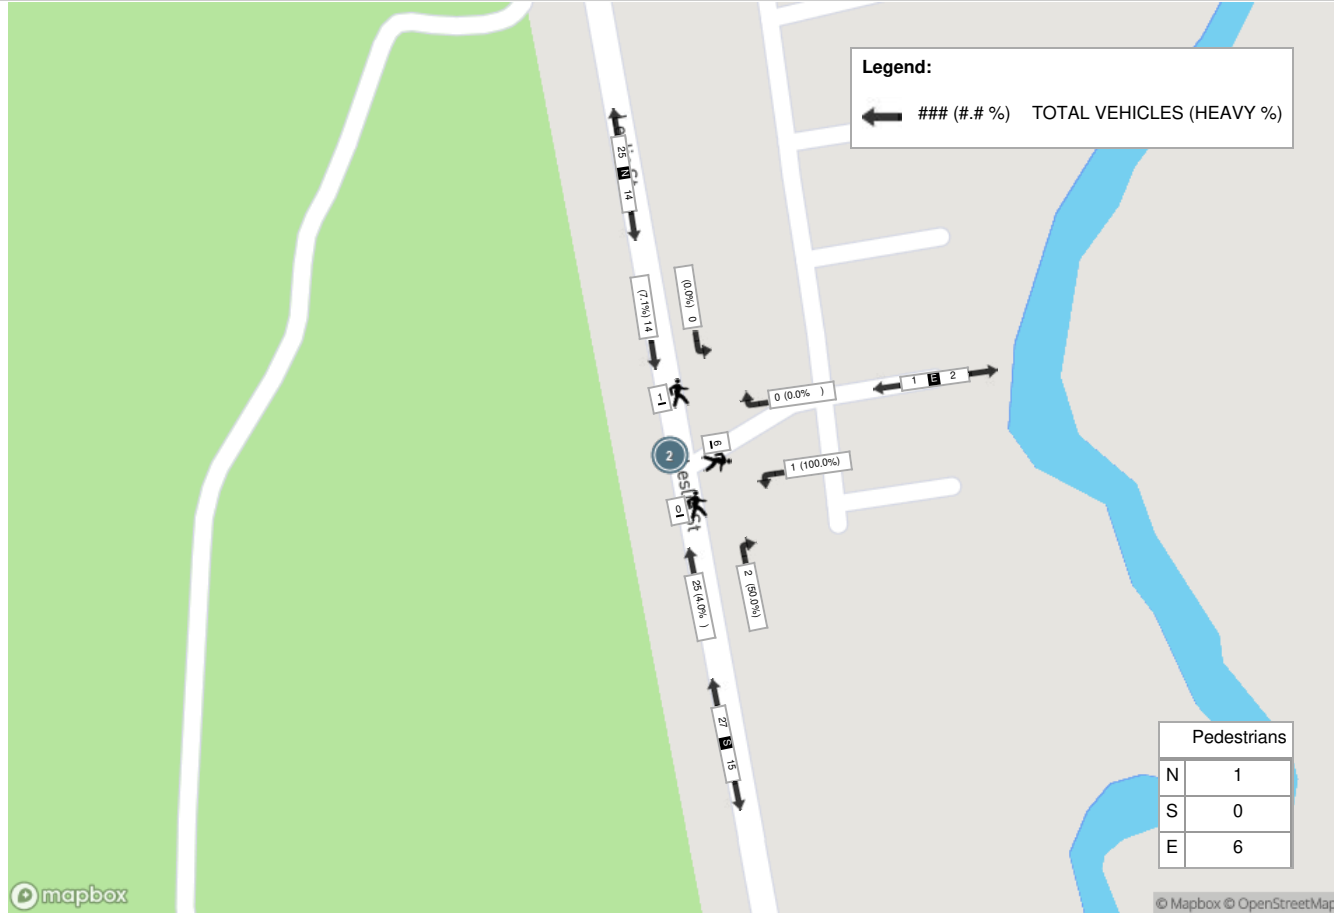 Legend:
### (#.# %) TOTAL VEHICLES (HEAVY %)
25 N 14
(7.1%) 14
(0.0%) 0
1
0 (0.0% )
1 E 2
6
2
1 (100.0%)
0
25 (4.0% )
2 (50.0%)
27 S 15
Pedestrians
N 1
S 0
E 6
mapbox
© Mapbox © OpenStreetMap